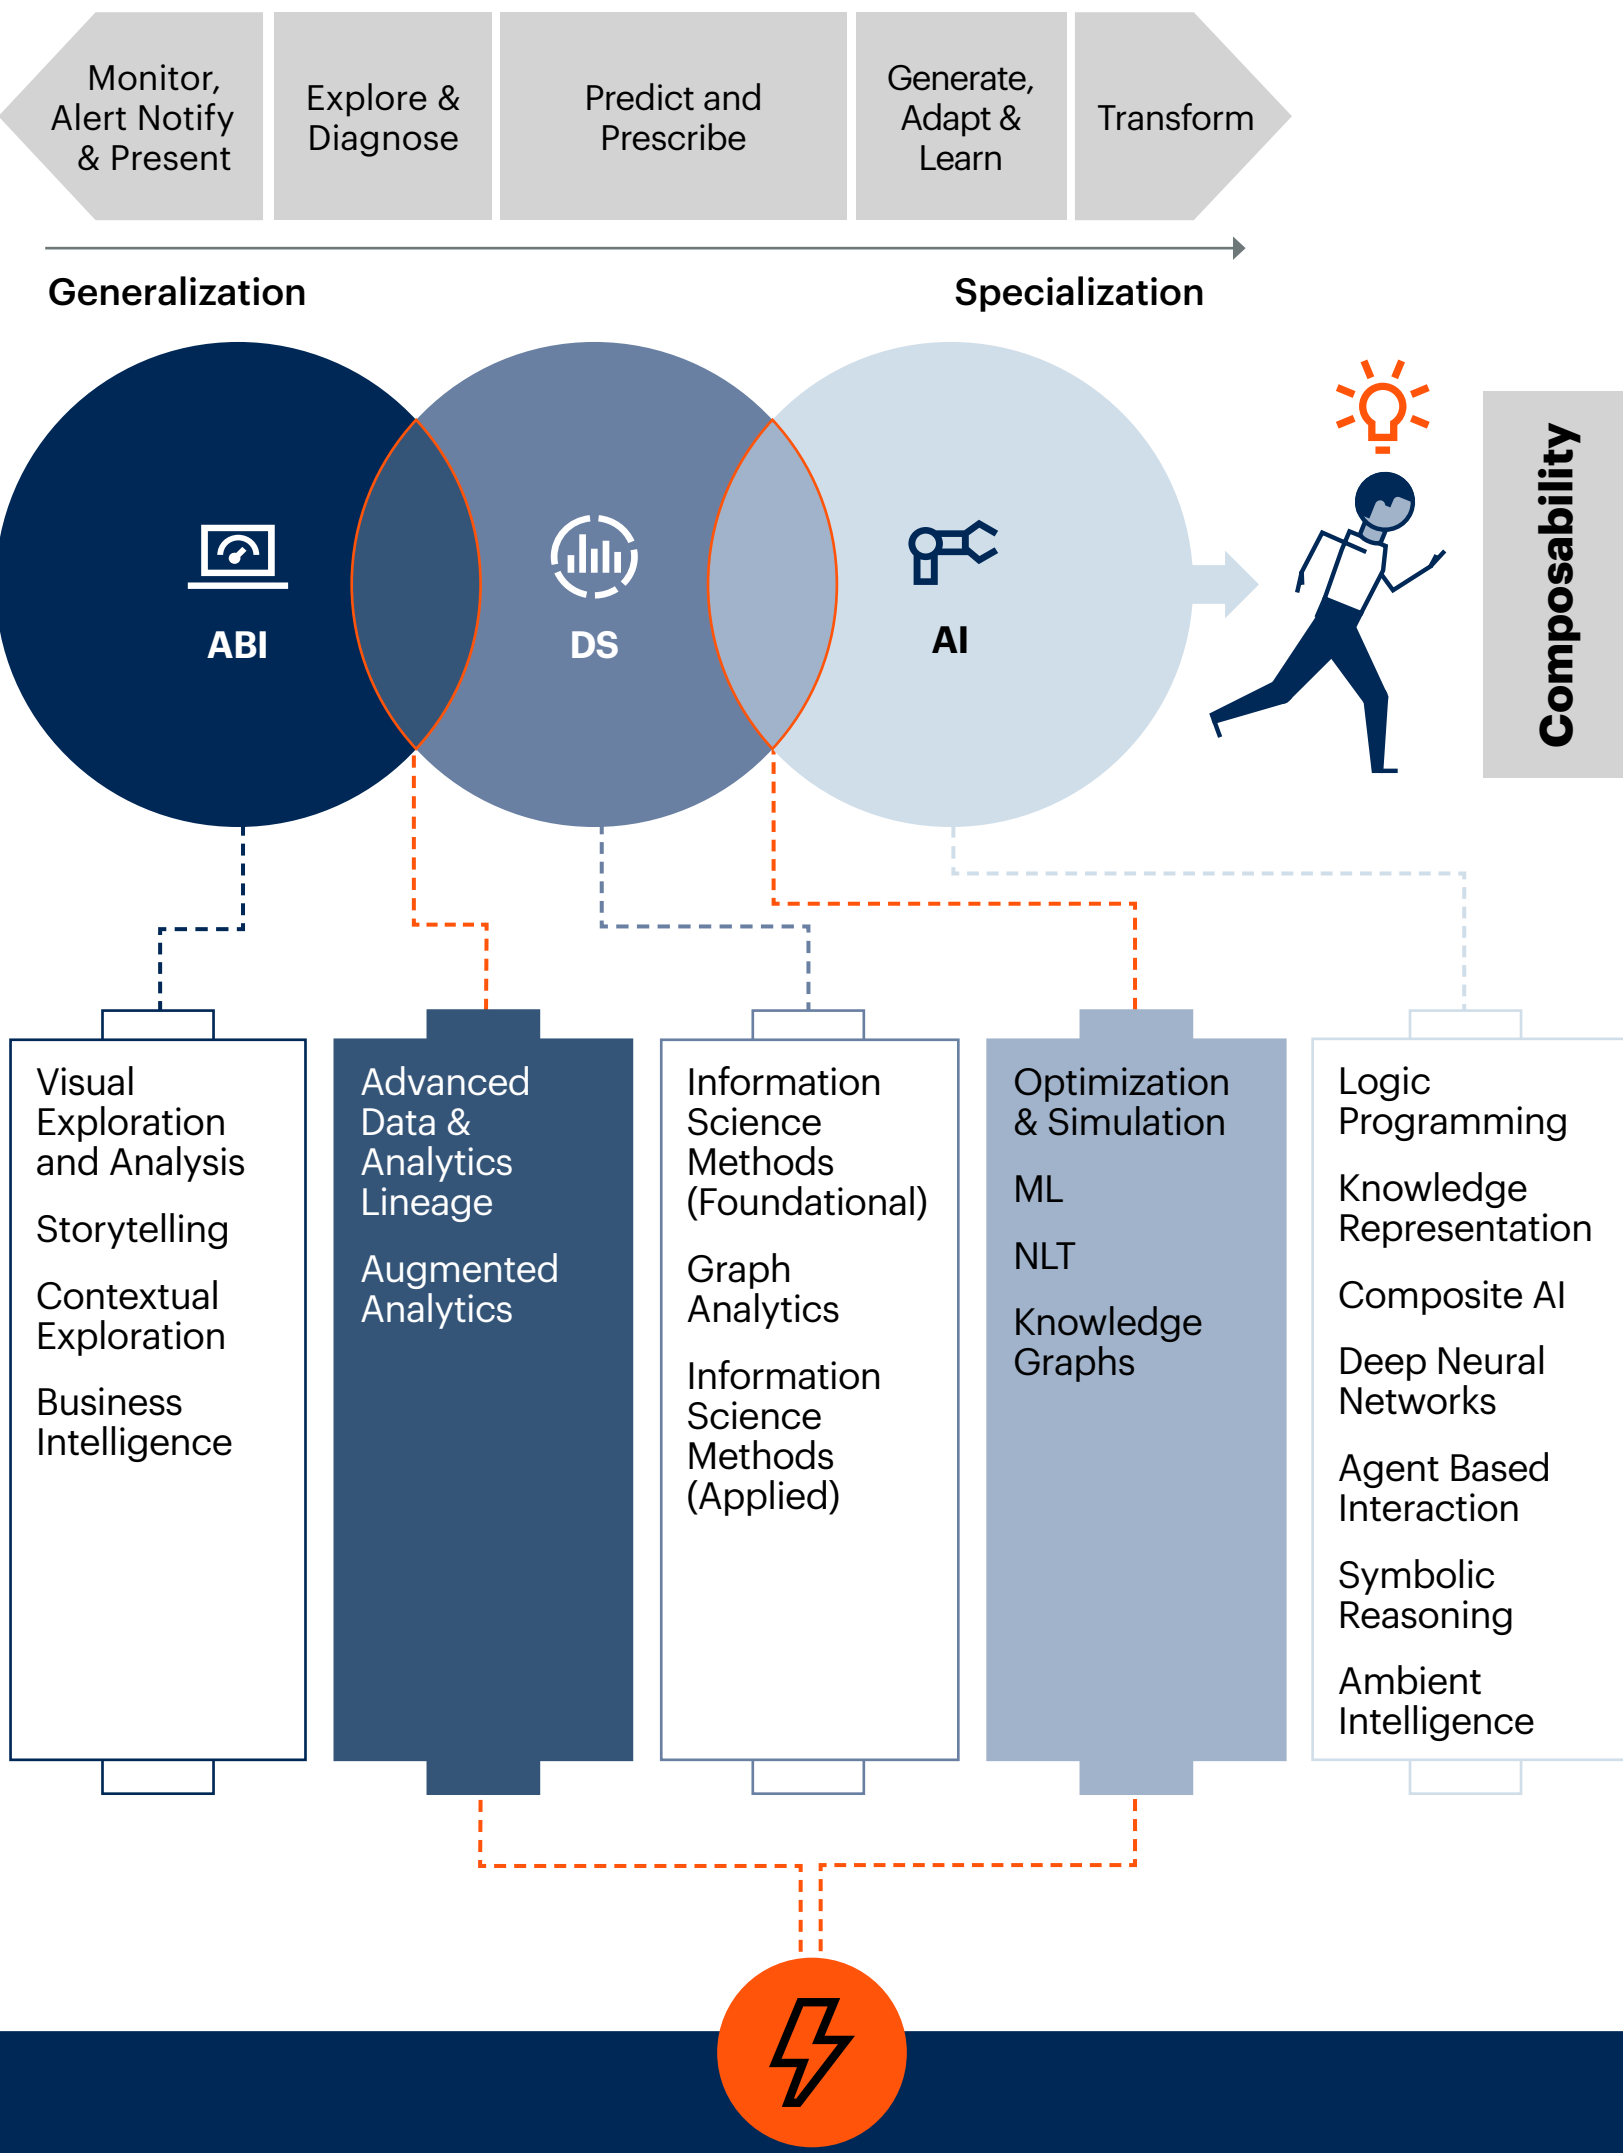 Monitor,
Alert Notify
& Present
Explore &
Diagnose
Predict and
Prescribe
Generate,
Adapt &
Learn
Transform
Generalization
Specialization
ABI
DS
AI
Composability
Visual
Exploration
and Analysis
Storytelling
Contextual
Exploration
Business
Intelligence
Advanced
Data &
Analytics
Lineage
Augmented
Analytics
Information
Science
Methods
(Foundational)
Graph
Analytics
Information
Science
Methods
(Applied)
Optimization
& Simulation
ML
NLT
Knowledge
Graphs
Logic
Programming
Knowledge
Representation
Composite AI
Deep Neural
Networks
Agent Based
Interaction
Symbolic
Reasoning
Ambient
Intelligence